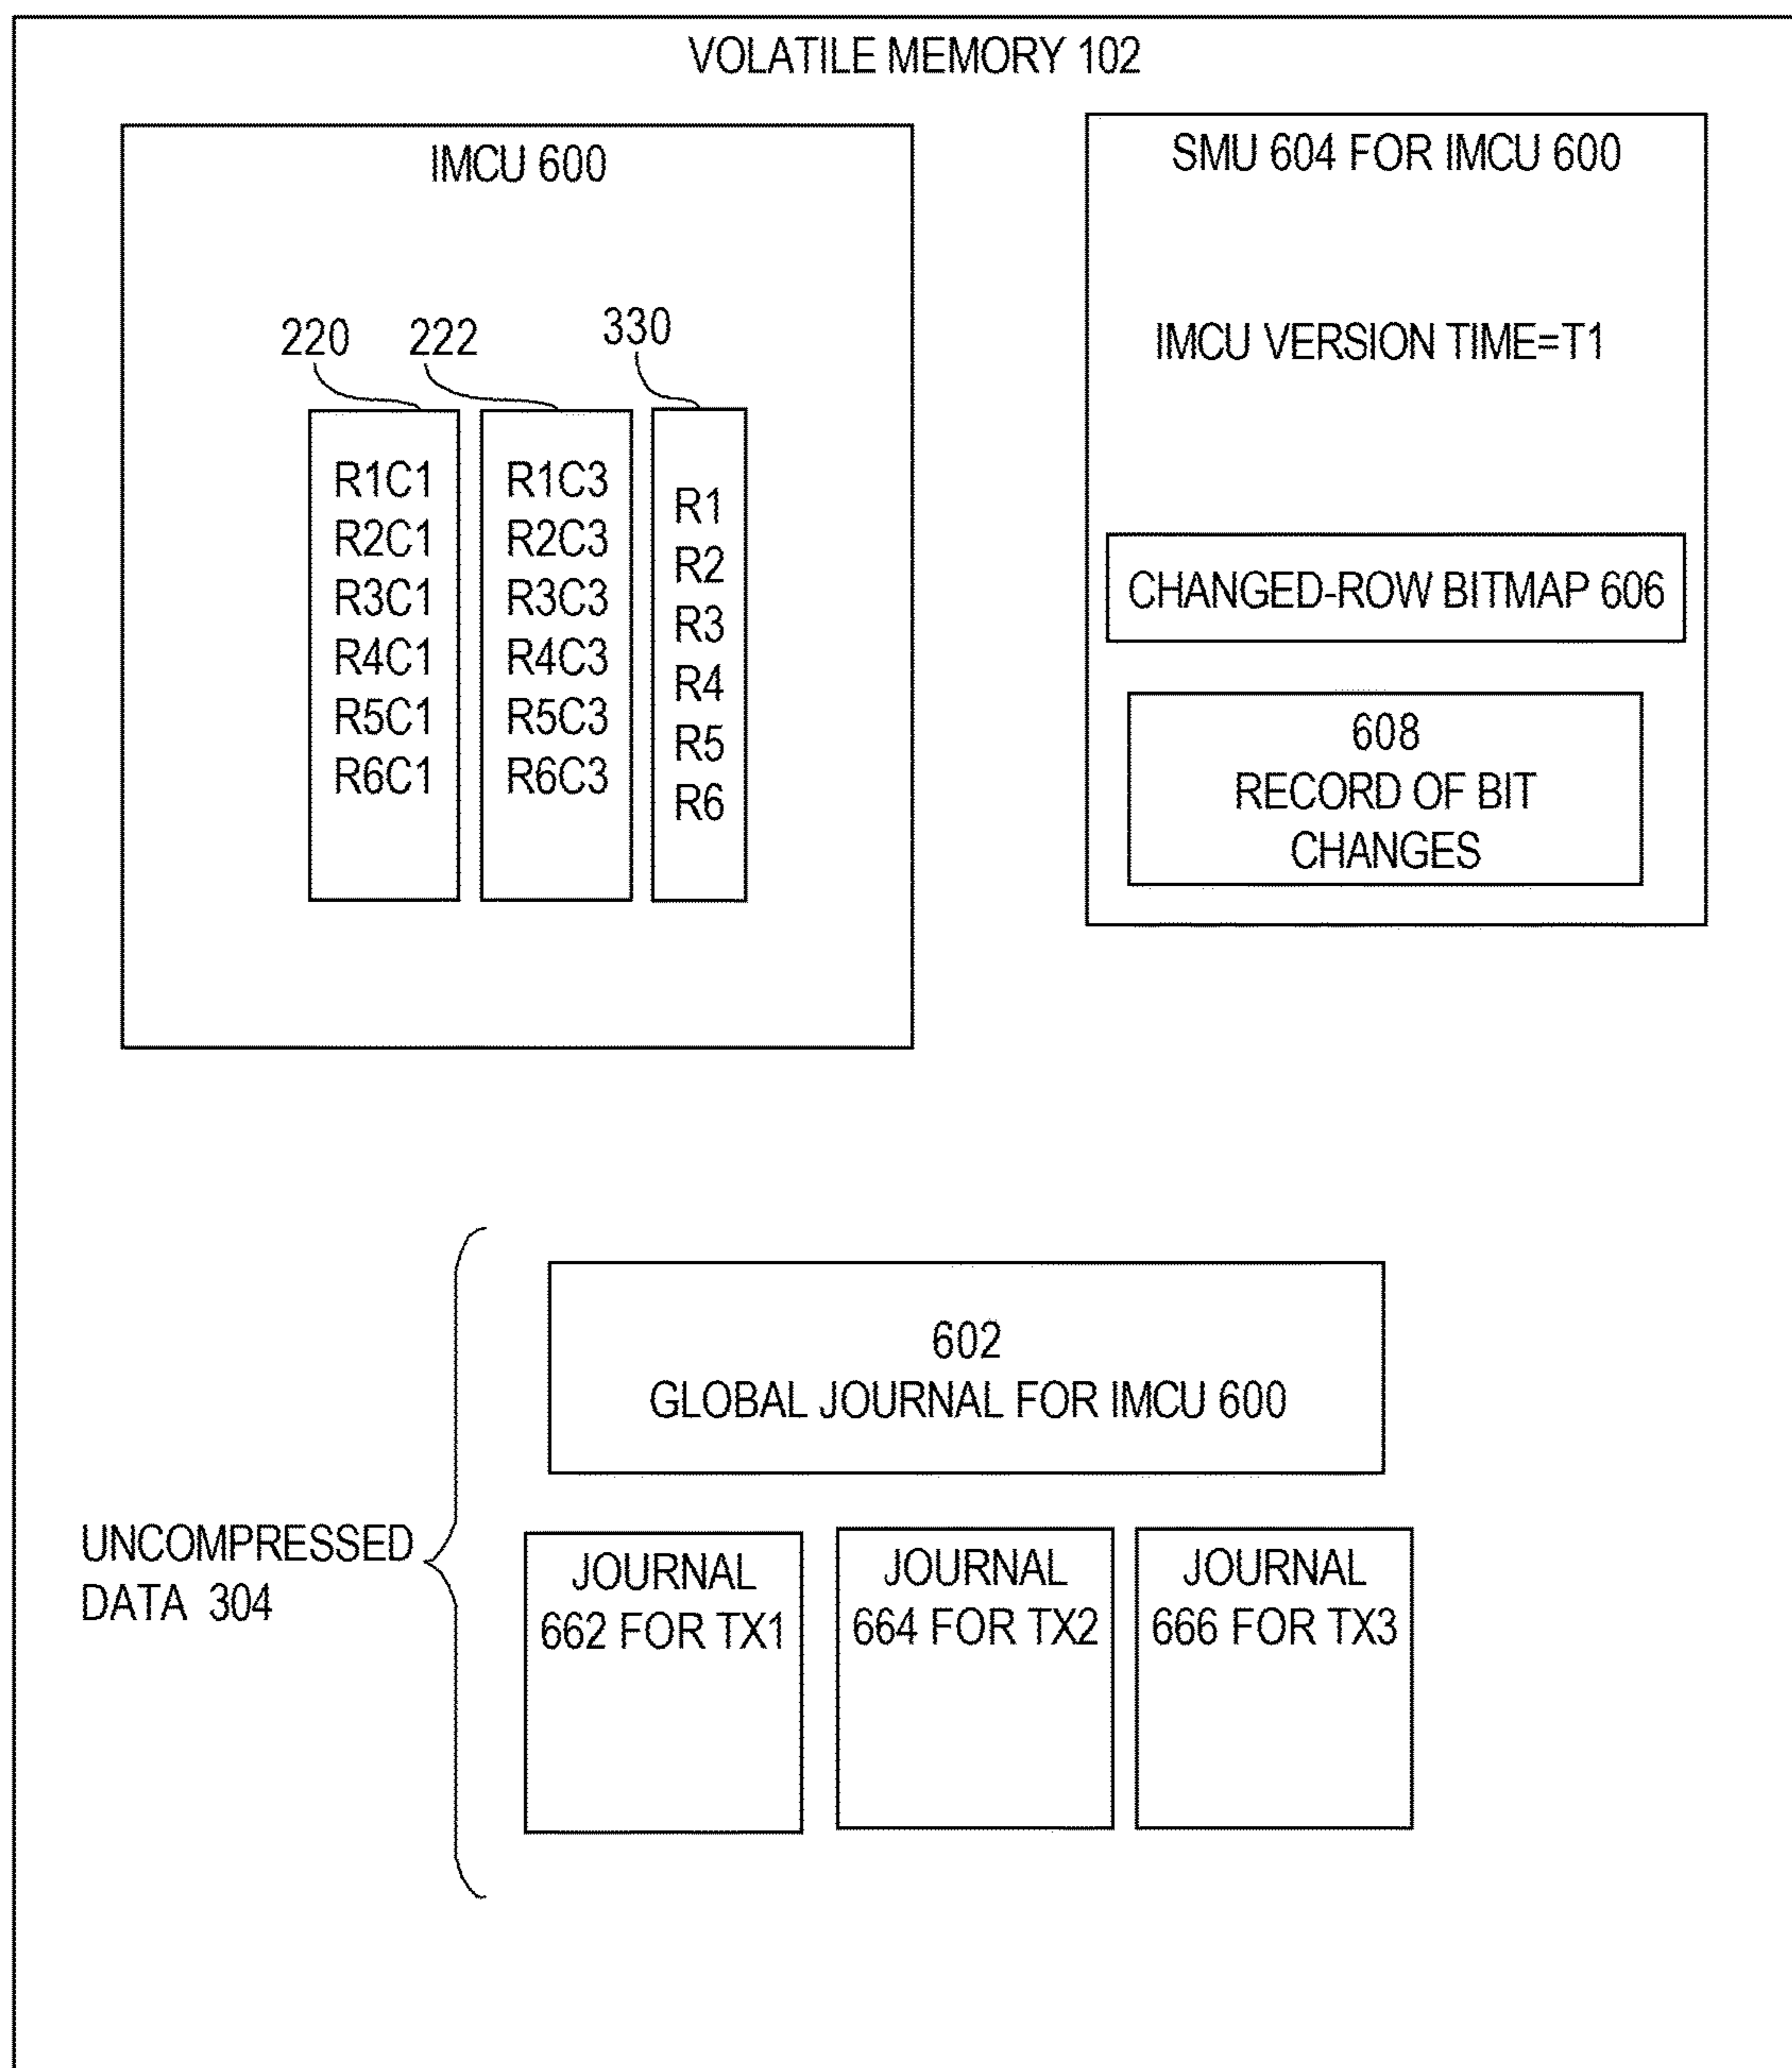 VOLATILE MEMORY 102
IMCU 600
220
222
330
R1C1
R2C1
R3C1
R4C1
R5C1
R6C1
R1C3
R2C3
R3C3
R4C3
R5C3
R6C3
R1
R2
R3
R4
R5
R6
SMU 604 FOR IMCU 600
IMCU VERSION TIME=T1
CHANGED-ROW BITMAP 606
608
RECORD OF BIT
CHANGES
UNCOMPRESSED
DATA 304
602
GLOBAL JOURNAL FOR IMCU 600
JOURNAL
662 FOR TX1
JOURNAL
664 FOR TX2
JOURNAL
666 FOR TX3